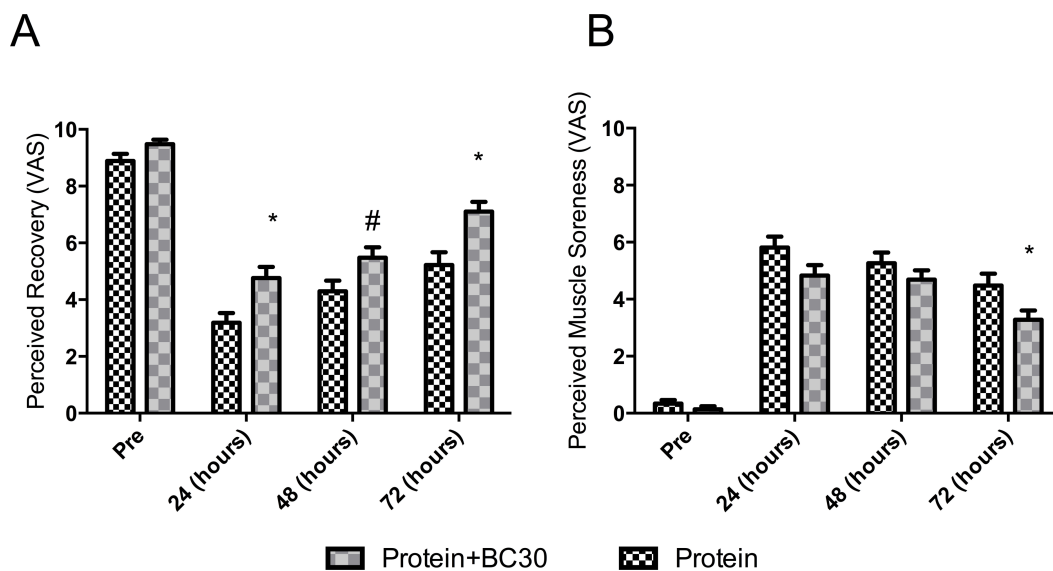 A
Perceived Recovery (VAS)
10
8
6
4
2
0
*
#
*
Pre
24 (hours)
48 (hours)
72 (hours)
B
Perceived Muscle Soreness (VAS)
10
8
6
4
2
0
*
Pre
24 (hours)
48 (hours)
72 (hours)
Protein+BC30
Protein